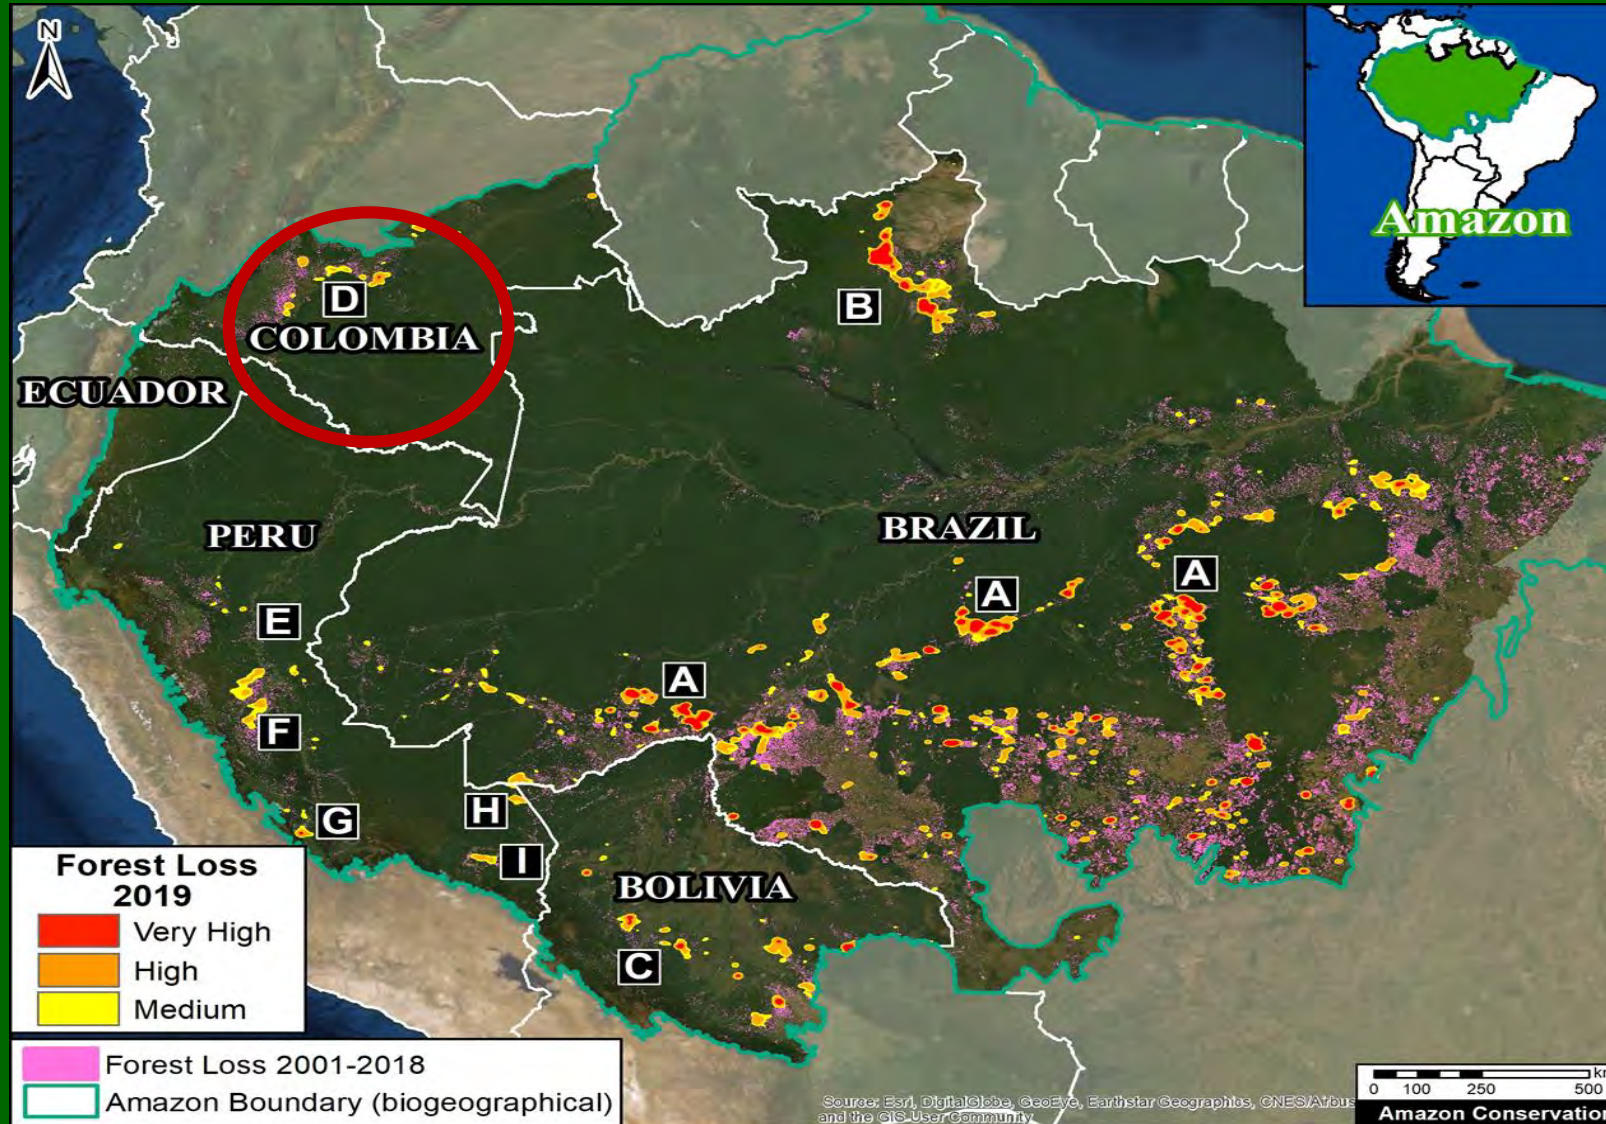 N
Amazon
D
COLOMBIA
B
ECUADOR
PERU
BRAZIL
A
A
E
A
F
H
G
I
BOLIVIA
C
Forest Loss
2019
Very High
High
Medium
Forest Loss 2001-2018
Amazon Boundary (biogeographical)
Source: Esri, DigitalGlobe, GeoEye, Earthstar Geographics, CNES/Airbus
and the GIS User Community
km
0 100 250 500
Amazon Conservation